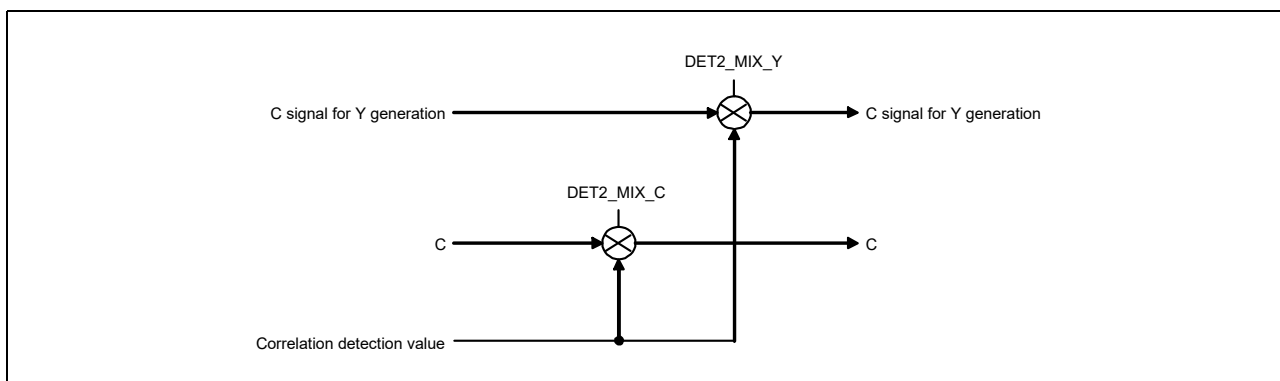 DET2_MIX_Y
C signal for Y generation
C signal for Y generation
DET2_MIX_C
C
C
Correlation detection value